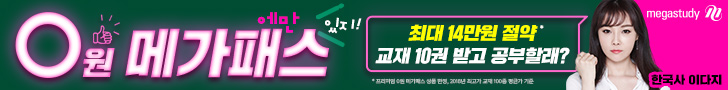 0원 메가패스
에만 있지!
최대 14만원 절약*
교재 10권 받고 공부할래?
* 프리미엄 0원 메가패스 상품 한정, 2018년 최고가 교재 100종 평균가 기준
megastudy
한국사 이다지